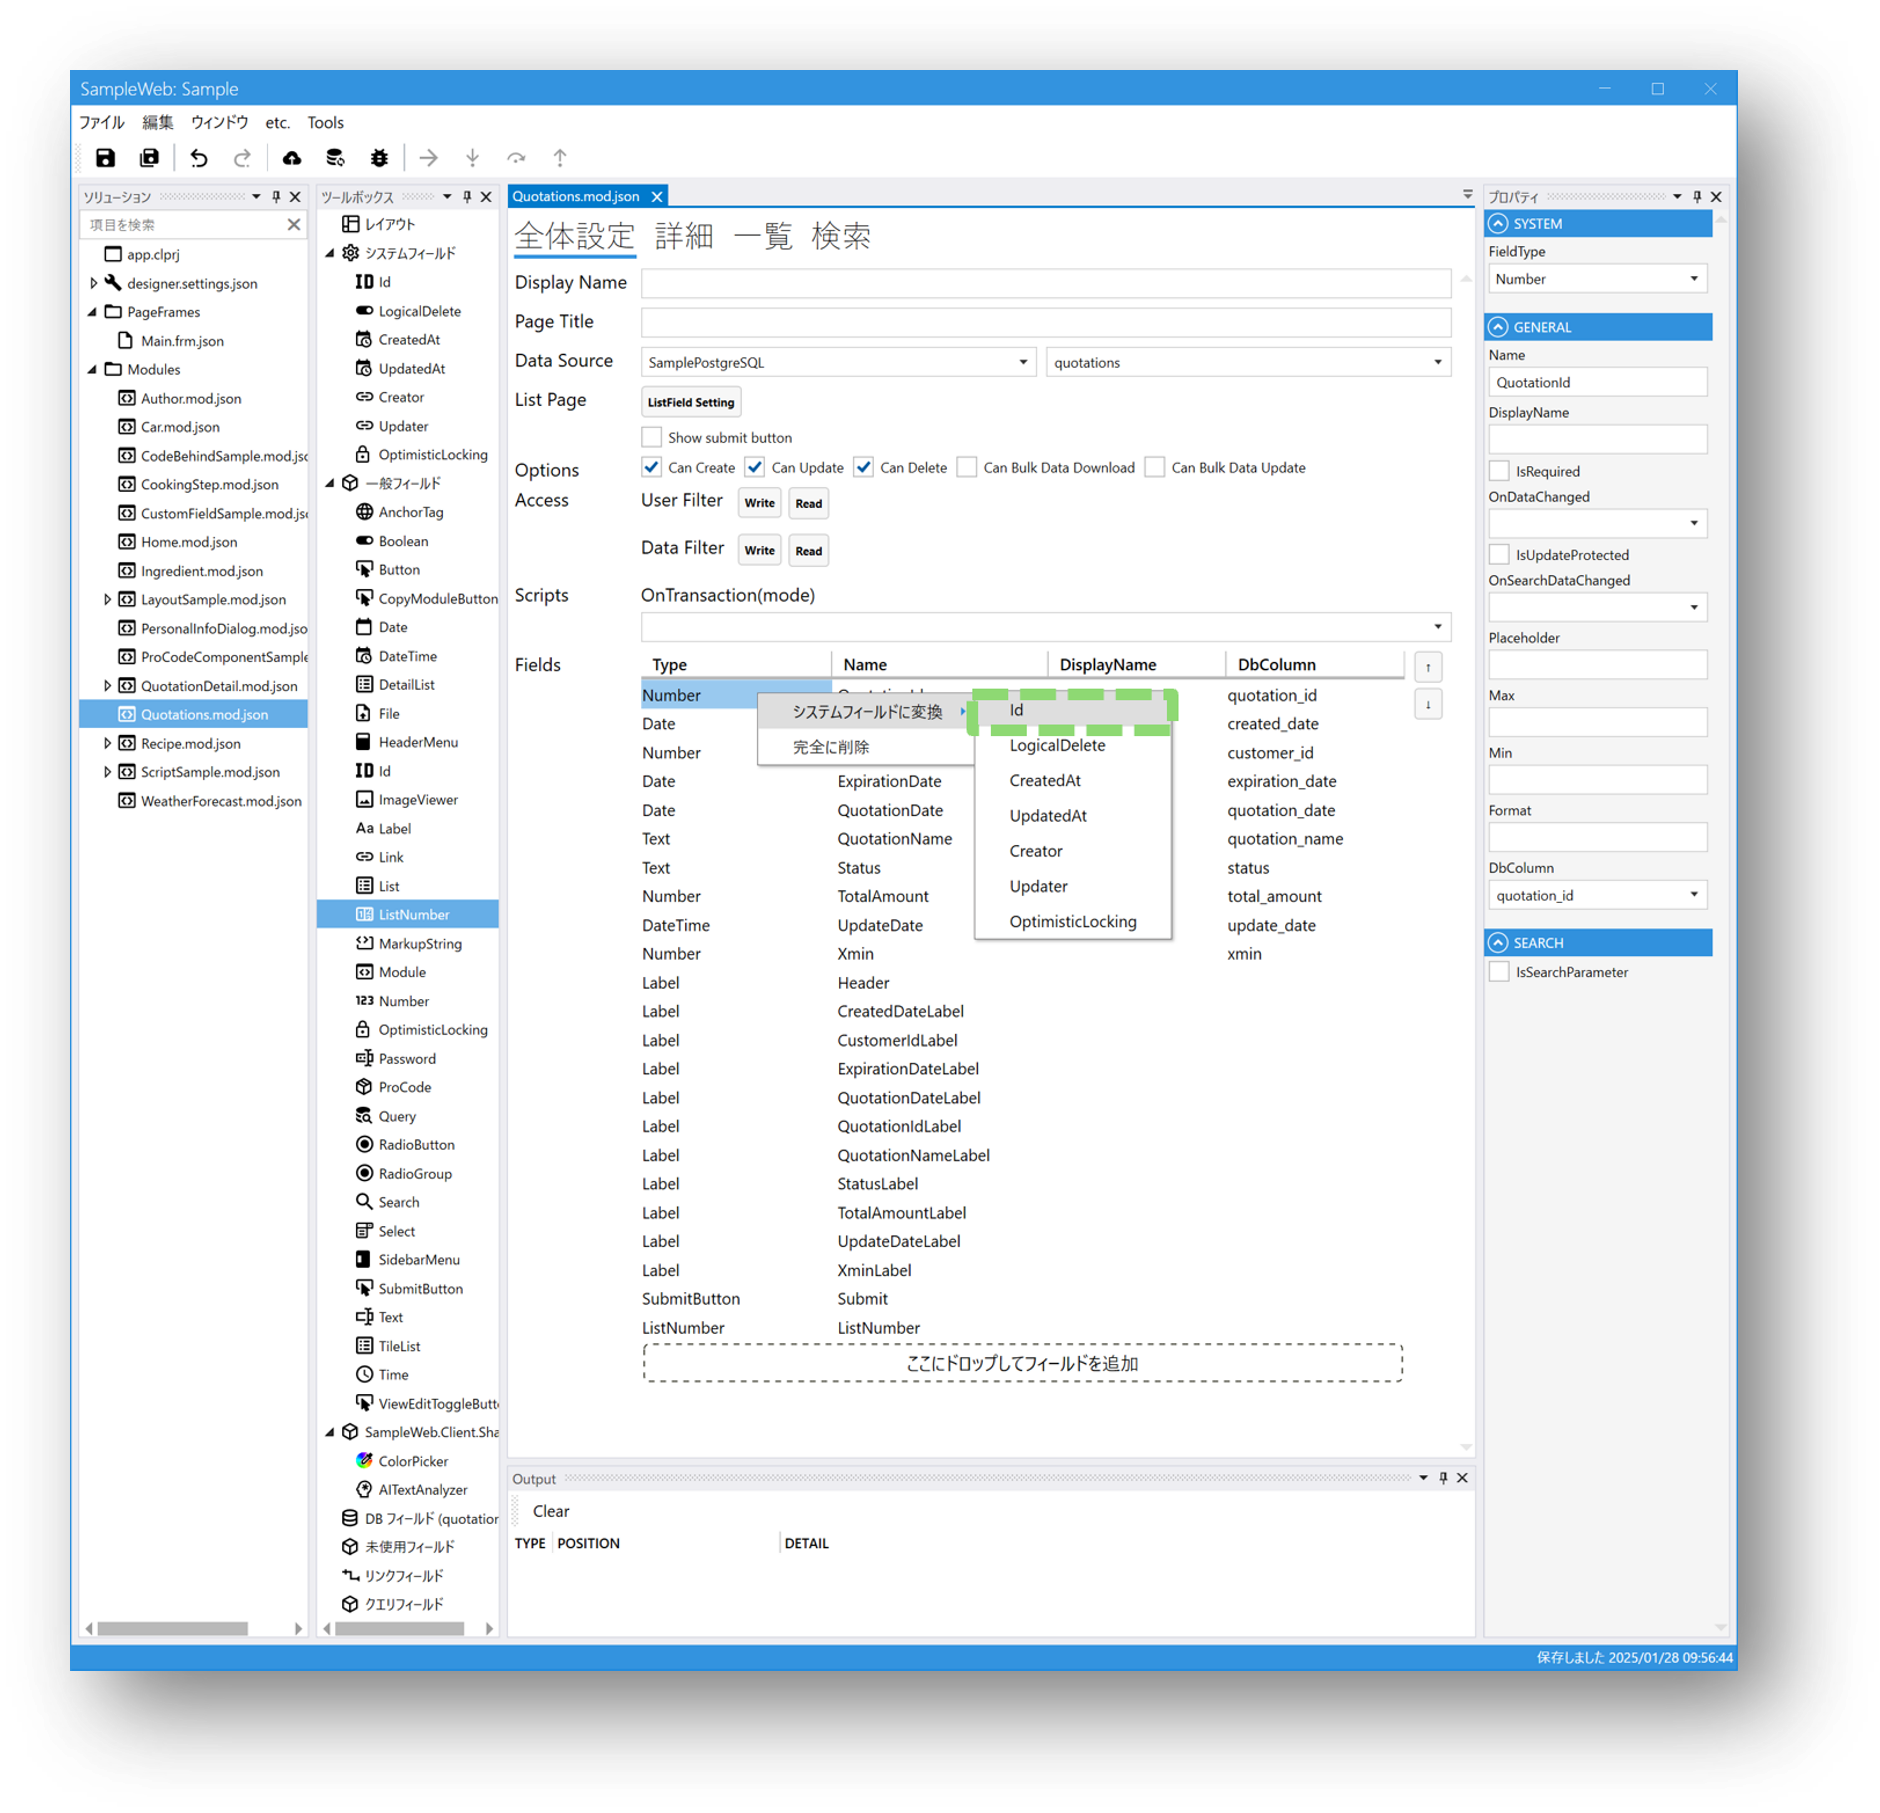 SampleWeb: Sample
ファイル 編集 ウィンドウ etc. Tools
ソリューション
項目を検索
app.clprj
designer.settings.json
PageFrames
Main.frm.json
Modules
Author.mod.json
Car.mod.json
CodeBehindSample.mod.jso
CookingStep.mod.json
CustomFieldSample.mod.jso
Home.mod.json
Ingredient.mod.json
LayoutSample.mod.json
PersonalInfoDialog.mod.jso
ProCodeComponentSample
QuotationDetail.mod.json
Quotations.mod.json
Recipe.mod.json
ScriptSample.mod.json
WeatherForecast.mod.json
ツールボックス
レイアウト
システムフィールド
ID Id
LogicalDelete
CreatedAt
UpdatedAt
Creator
Updater
OptimisticLocking
一般フィールド
AnchorTag
Boolean
Button
CopyModuleButton
Date
DateTime
DetailList
File
HeaderMenu
ID Id
ImageViewer
Aa Label
Link
List
ListNumber
MarkupString
Module
123 Number
OptimisticLocking
Password
ProCode
Query
RadioButton
RadioGroup
Search
Select
SidebarMenu
SubmitButton
Text
TileList
Time
ViewEditToggleButt
SampleWeb.Client.Sha
ColorPicker
AITextAnalyzer
DB フィールド (quotation
未使用フィールド
リンクフィールド
クエリフィールド
Quotations.mod.json
全体設定 詳細 一覧 検索
Display Name
Page Title
Data Source SamplePostgreSQL quotations
List Page ListField Setting
Show submit button
Options Can Create Can Update Can Delete Can Bulk Data Download Can Bulk Data Update
Access User Filter Write Read
Data Filter Write Read
Scripts OnTransaction(mode)
Fields Type Name DisplayName DbColumn
Number quotation_id
Date created_date
Number customer_id
Date ExpirationDate expiration_date
Date QuotationDate quotation_date
Text QuotationName quotation_name
Text Status status
Number TotalAmount total_amount
DateTime UpdateDate update_date
Number Xmin xmin
Label Header
Label CreatedDateLabel
Label CustomerIdLabel
Label ExpirationDateLabel
Label QuotationDateLabel
Label QuotationIdLabel
Label QuotationNameLabel
Label StatusLabel
Label TotalAmountLabel
Label UpdateDateLabel
Label XminLabel
SubmitButton Submit
ListNumber ListNumber
ここにドロップしてフィールドを追加
システムフィールドに変換
完全に削除
Id
LogicalDelete
CreatedAt
UpdatedAt
Creator
Updater
OptimisticLocking
Output
Clear
TYPE POSITION DETAIL
プロパティ
SYSTEM
FieldType
Number
GENERAL
Name
QuotationId
DisplayName
IsRequired
OnDataChanged
IsUpdateProtected
OnSearchDataChanged
Placeholder
Max
Min
Format
DbColumn
quotation_id
SEARCH
IsSearchParameter
保存しました 2025/01/28 09:56:44